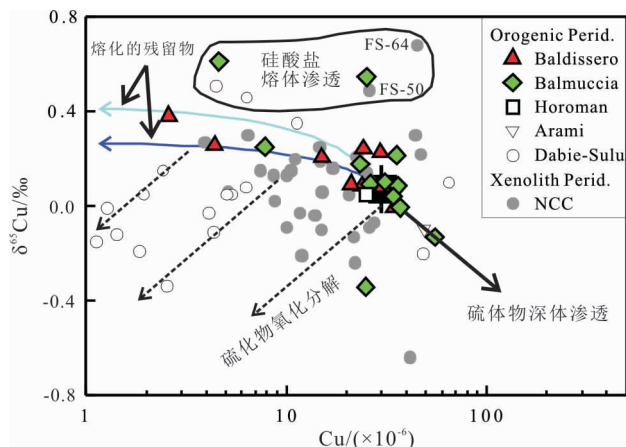 熔化的残留物
硅酸盐
熔体渗透
FS-64
FS-50
Orogenic Perid.
Baldissero
Balmuccia
Horoman
Arami
Dabie-Sulu
Xenolith Perid.
NCC
0.8
0.4
0.0
-0.4
-0.8
δ⁶⁵Cu/‰
硫化物氧化分解
硫体物深体渗透
1
10
100
Cu/(×10⁻⁶)